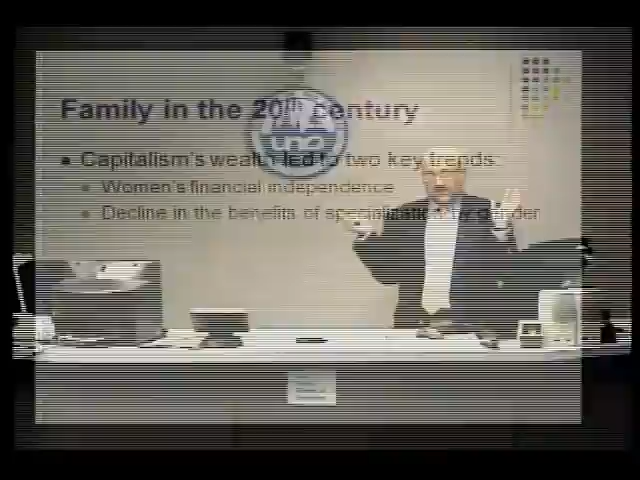 Family in the 20th century
Capitalism's wealth led to two key trends:
Women's financial independence
Decline in the benefits of specialization by gender